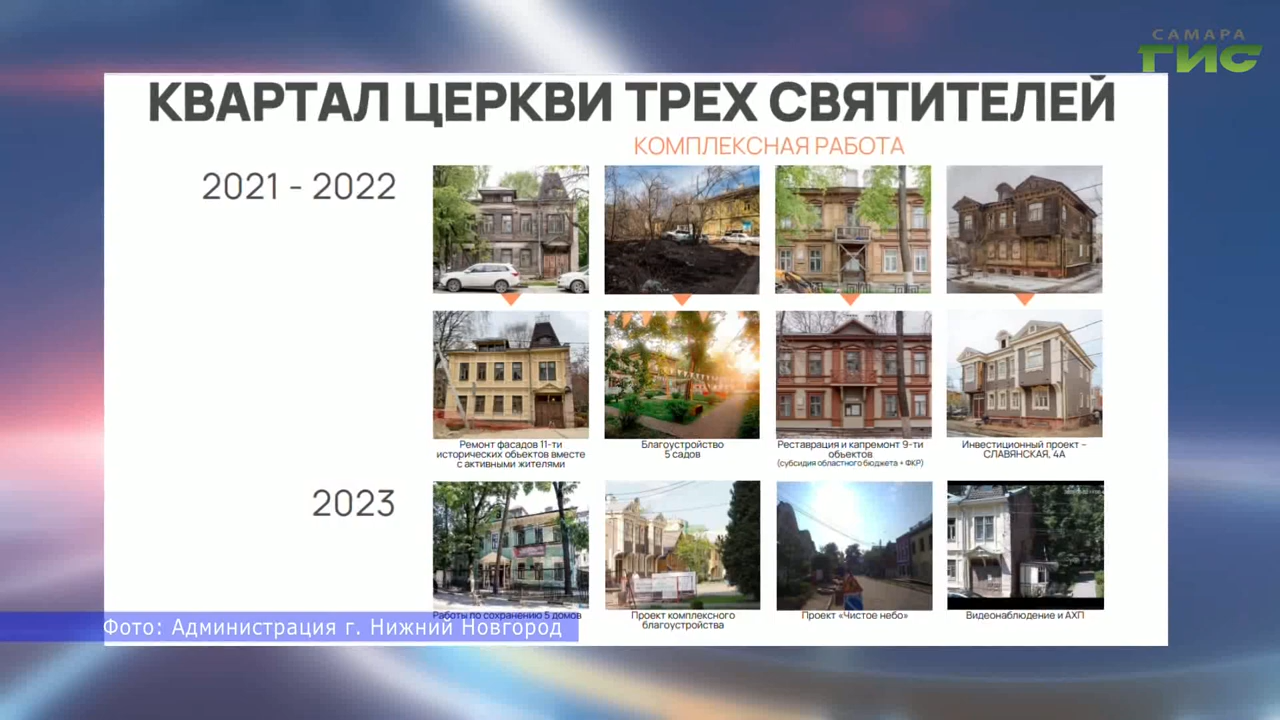 САМАРА
ГИС
КВАРТАЛ ЦЕРКВИ ТРЕХ СВЯТИТЕЛЕЙ
КОМПЛЕКСНАЯ РАБОТА
2021 - 2022
Ремонт фасадов 11-ти
исторических объектов вместе
с активными жителями
Благоустройство
5 садов
Реставрация и капремонт 9-ти
объектов
(субсидия областного бюджета + ФКР)
Инвестиционный проект –
СЛАВЯНСКАЯ, 4А
2023
Работы по сохранению 5 домов
Проект комплексного
благоустройства
Проект «Чистое небо»
Видеонаблюдение и АХП
Фото: Администрация г. Нижний Новгород